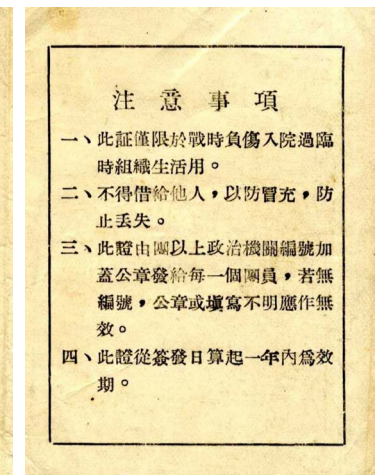 注意事項
一、此証僅限於戰時負傷入院過臨
時組織生活用。
二、不得借給他人，以防冒充，防
止丢失。
三、此證由團以上政治機關編號加
蓋公章發給每一個團員，若無
編號，公章或填寫不明應作無
效。
四、此證從簽發日算起一年內爲效
期。